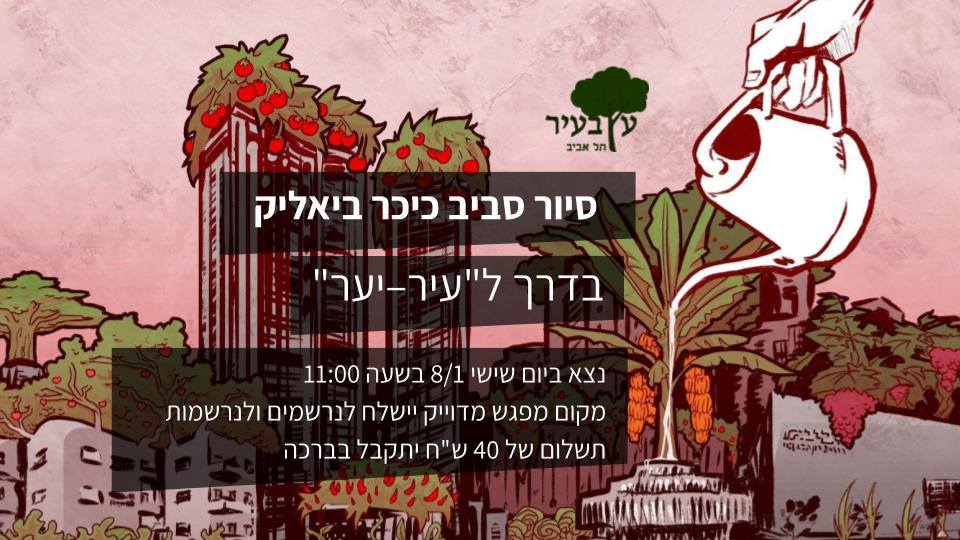 עץ בעיר
תל אביב
סיור סביב כיכר ביאליק
בדרך ל"עיר–יער"
נצא ביום שישי 8/1 בשעה 11:00
מקום מפגש מדוייק יישלח לנרשמים ולנרשמות
תשלום של 40 ש"ח יתקבל בברכה